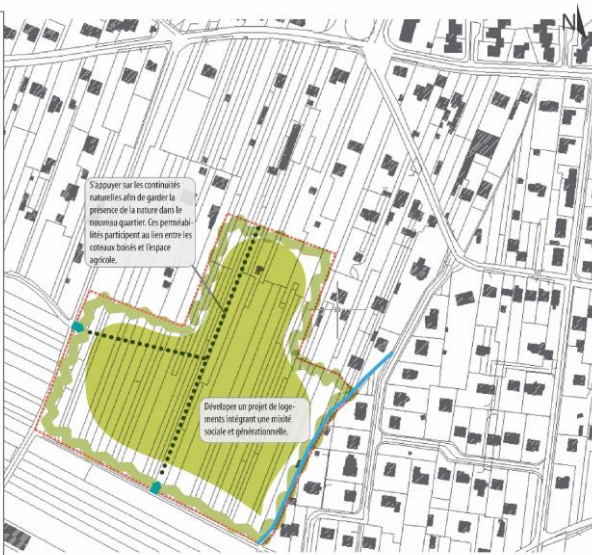 N
S'appuyer sur les continuités
naturelles afin de garder la
présence de la nature dans le
nouveau quartier. Ces perméabi-
lités participent au lien entre les
coteaux boisés et l'espace
agricole.
Développer un projet de loge-
ments intégrant une mixité
sociale et générationnelle.